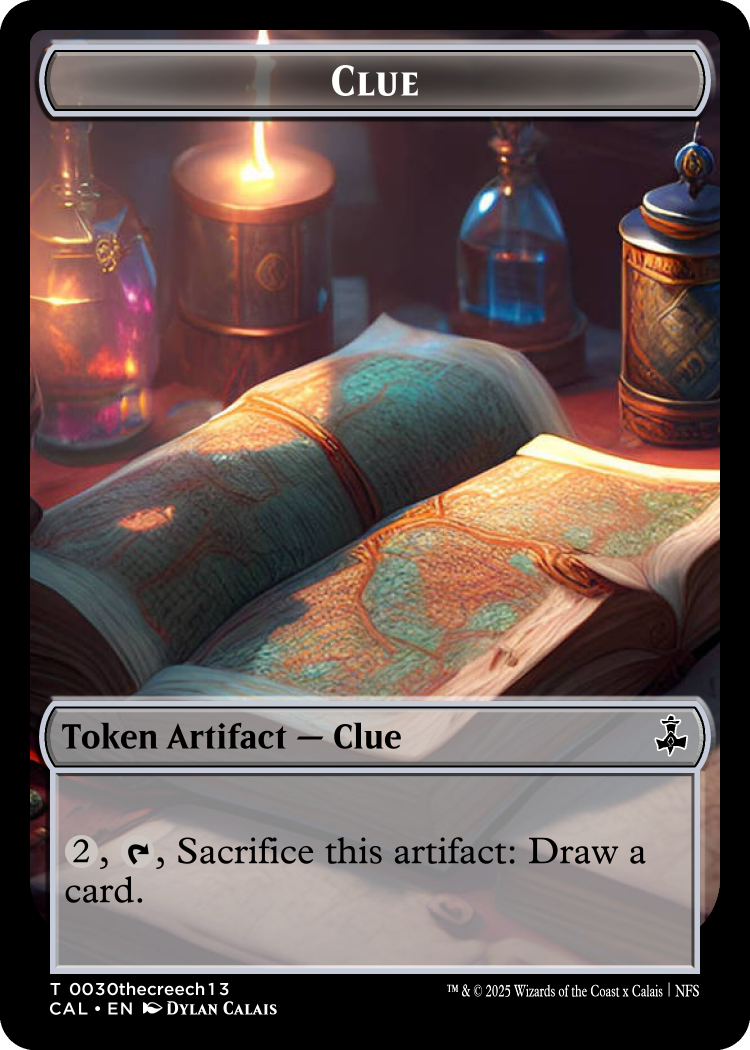 Clue
Token Artifact — Clue
2, , Sacrifice this artifact: Draw a
card.
T 0030thecreech13
CAL • EN Dylan Calais
™ & © 2025 Wizards of the Coast x Calais | NFS